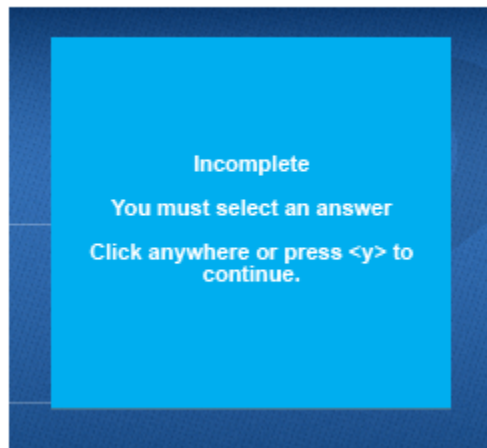 Incomplete
You must select an answer
Click anywhere or press <y> to
continue.